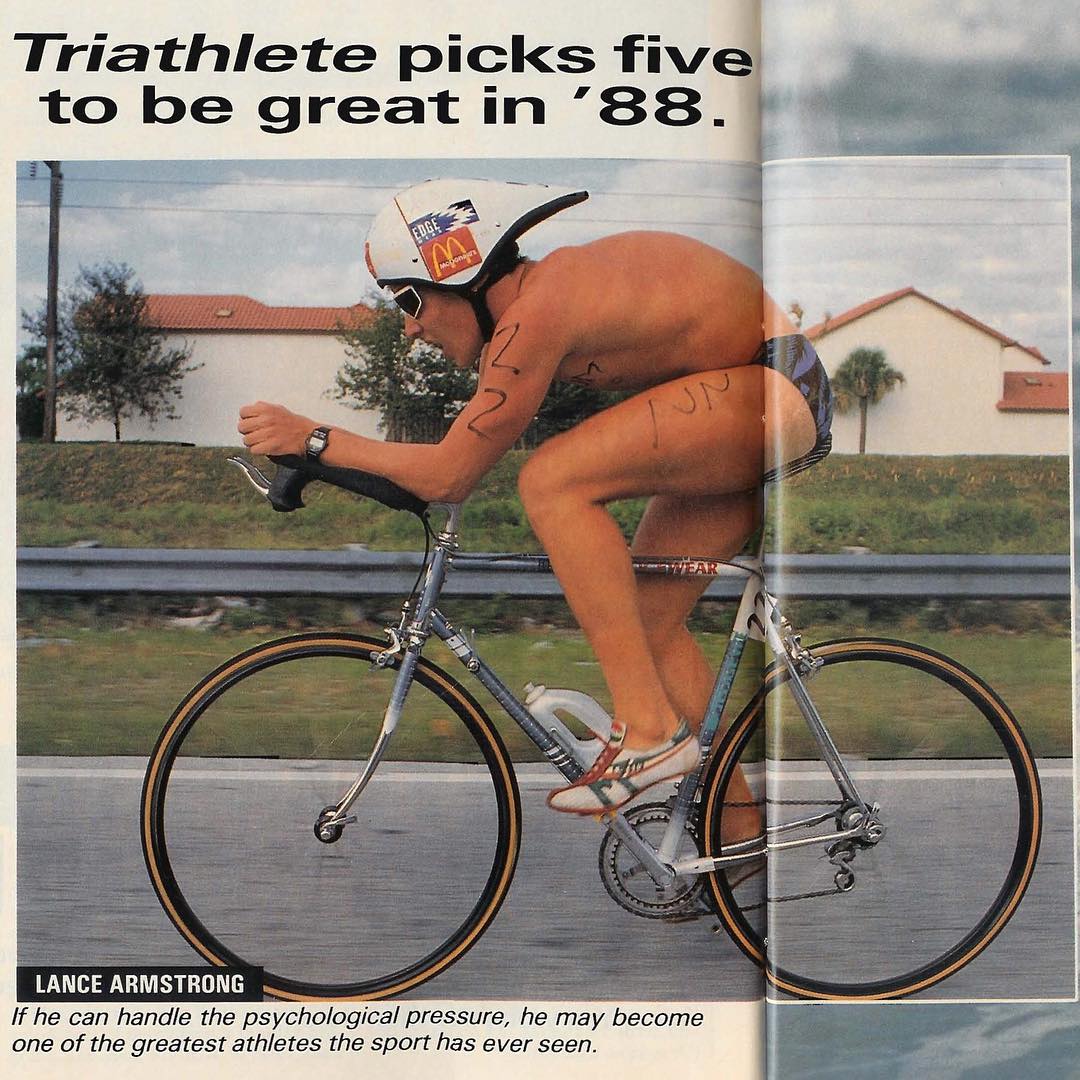 Triathlete picks five
to be great in '88.
EDGE
McDonald's
WEAR
LANCE ARMSTRONG
If he can handle the psychological pressure, he may become
one of the greatest athletes the sport has ever seen.